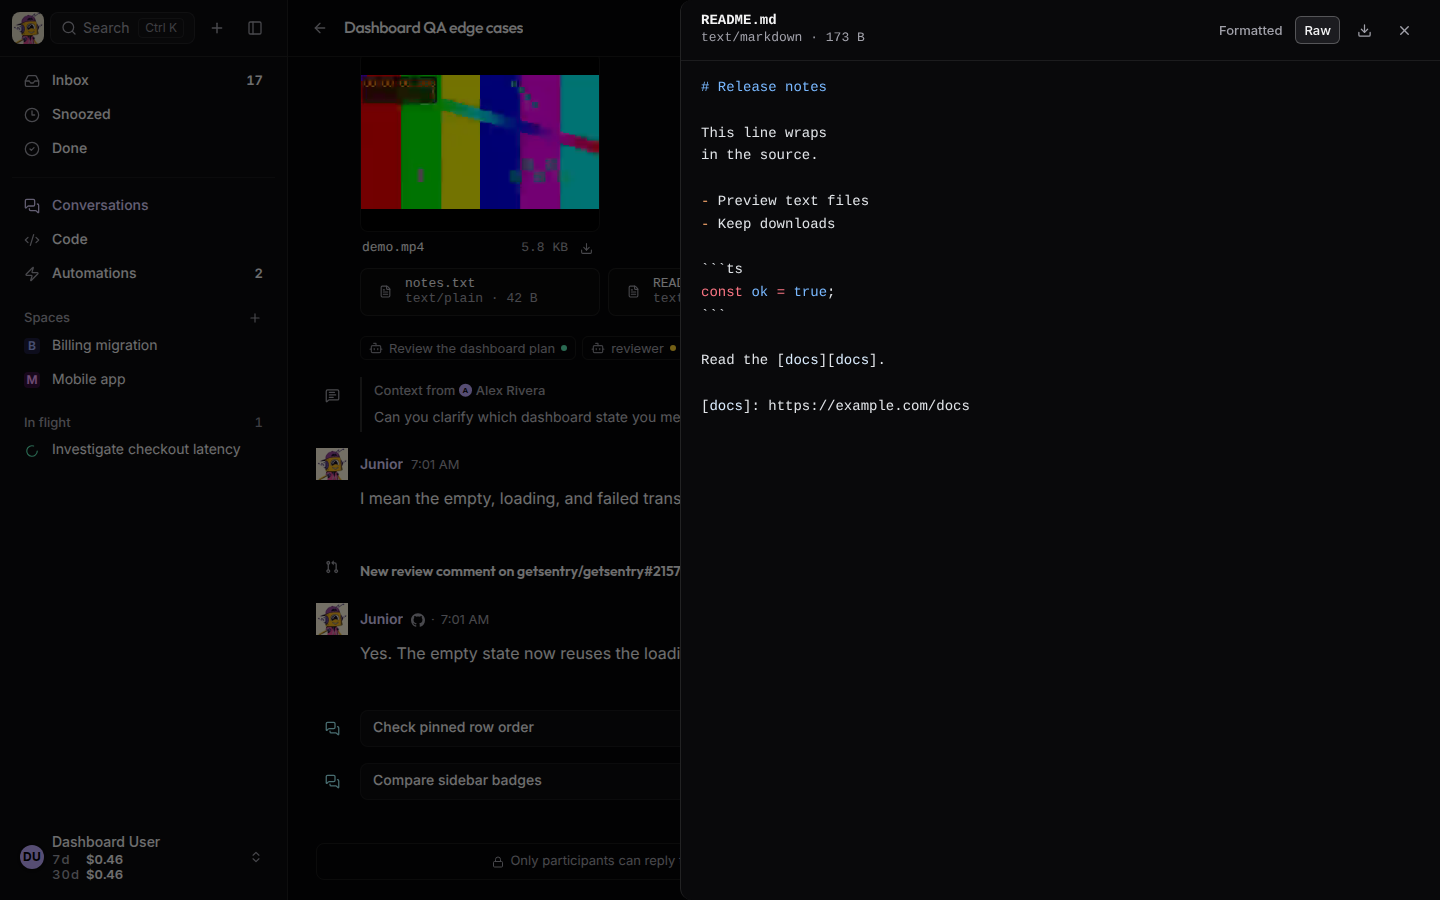 Search Ctrl K
Inbox 17
Snoozed
Done
Conversations
Code
Automations 2
Spaces
B Billing migration
M Mobile app
In flight 1
Investigate checkout latency
DU Dashboard User
7d $0.46
30d $0.46
Dashboard QA edge cases
demo.mp4 5.8 KB
notes.txt
text/plain · 42 B
READ
text
Review the dashboard plan
reviewer
Context from A Alex Rivera
Can you clarify which dashboard state you me
Junior 7:01 AM
I mean the empty, loading, and failed trans
New review comment on getsentry/getsentry#2157
Junior · 7:01 AM
Yes. The empty state now reuses the loadi
Check pinned row order
Compare sidebar badges
Only participants can reply
README.md
text/markdown · 173 B
Formatted Raw
# Release notes
This line wraps
in the source.
- Preview text files
- Keep downloads
```ts
const ok = true;
```
Read the [docs][docs].
[docs]: https://example.com/docs